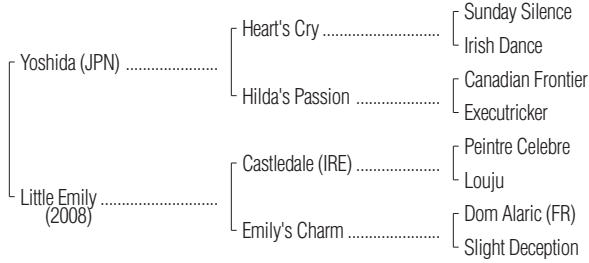 Sunday Silence
Heart's Cry ........................
Irish Dance
Yoshida (JPN) ......................
Canadian Frontier
Hilda's Passion ....................
Executricker
Peintre Celebre
Castledale (IRE) ...................
Louju
Little Emily ...........................
(2008)
Dom Alaric (FR)
Emily's Charm .....................
Slight Deception